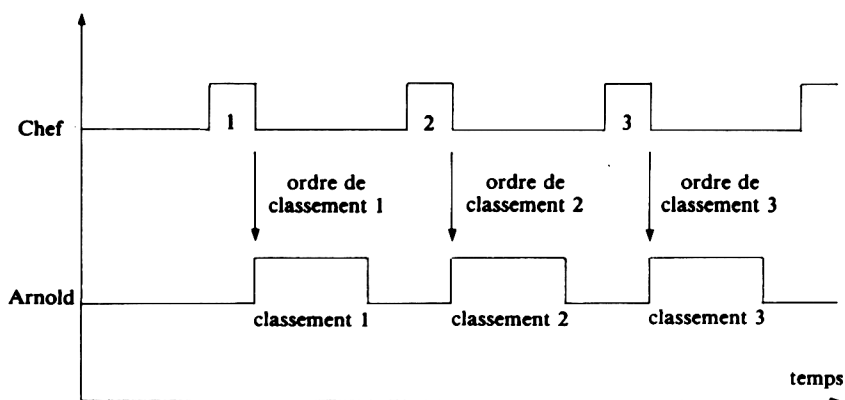 Chef
1
2
3
ordre de
classement 1
ordre de
classement 2
ordre de
classement 3
Arnold
classement 1
classement 2
classement 3
temps